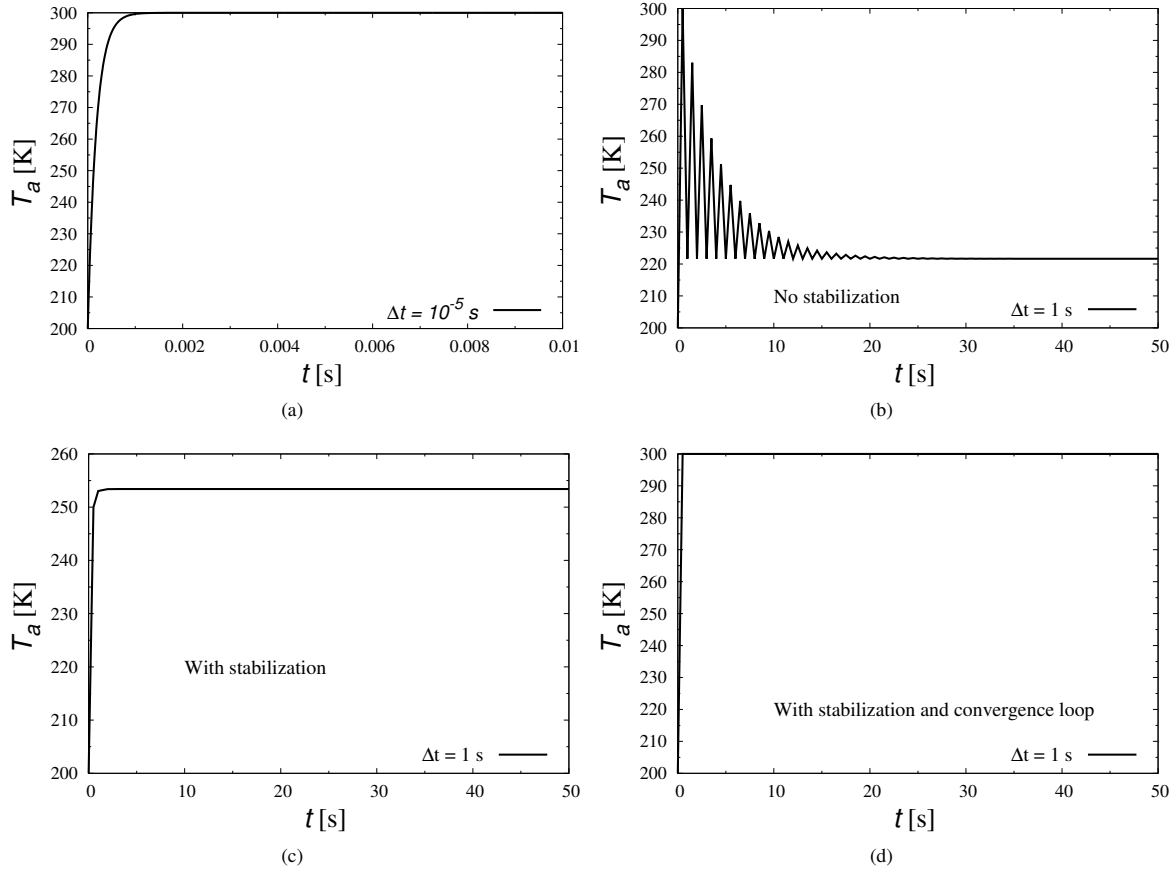 300
290
280
270
260
250
240
230
220
210
200
T_a [K]
Δt = 10^-5 s
0 0.002 0.004 0.006 0.008 0.01
t [s]
(a)
300
290
280
270
260
250
240
230
220
210
200
T_a [K]
No stabilization
Δt = 1 s
0 10 20 30 40 50
t [s]
(b)
260
250
240
230
220
210
200
T_a [K]
With stabilization
Δt = 1 s
0 10 20 30 40 50
t [s]
(c)
300
290
280
270
260
250
240
230
220
210
200
T_a [K]
With stabilization and convergence loop
Δt = 1 s
0 10 20 30 40 50
t [s]
(d)